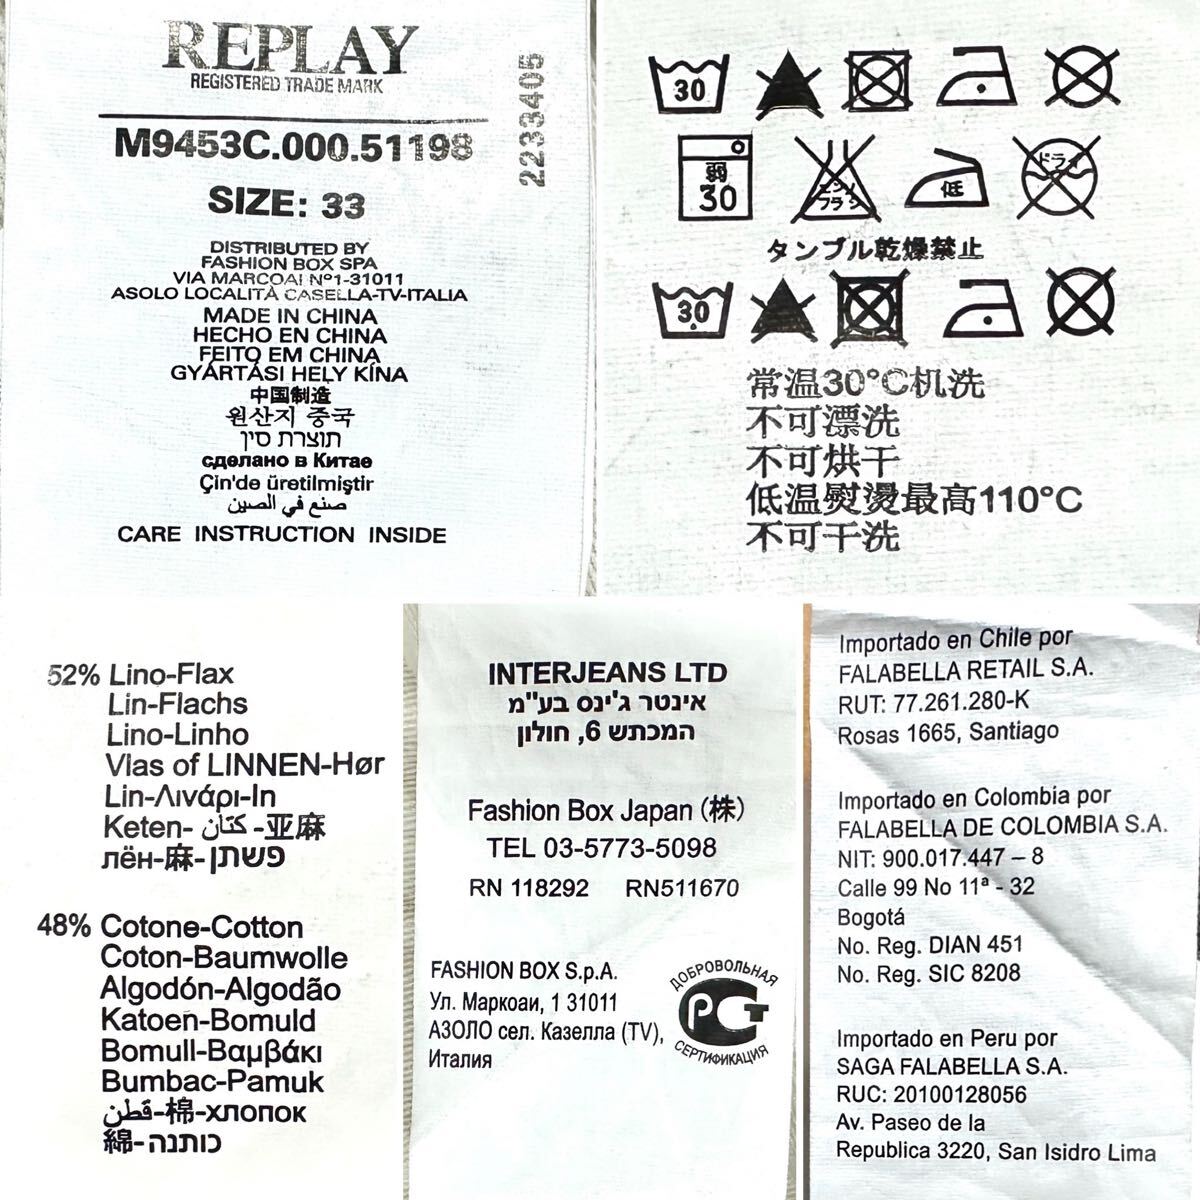 REPLAY
REGISTERED TRADE MARK
2233405
M9453C.000.51198
SIZE: 33
DISTRIBUTED BY
FASHION BOX SPA
VIA MARCOAI Nº1-31011
ASOLO LOCALITÀ CASELLA-TV-ITALIA
MADE IN CHINA
HECHO EN CHINA
FEITO EM CHINA
GYÁRTÁSI HELY KÍNA
中国制造
원산지 중국
תוצרת סין
сделано в Китае
Çin'de üretilmiştir
صنع في الصين
CARE INSTRUCTION INSIDE
30
弱
30
エンソ
フラシ
低
ドライ
タンブル乾燥禁止
30
常温30°C机洗
不可漂洗
不可烘干
低温熨烫最高110°C
不可干洗
52% Lino-Flax
Lin-Flachs
Lino-Linho
Vlas of LINNEN-Hør
Lin-Λινάρι-In
Keten- كتان -亚麻
лён-麻-פשתן
48% Cotone-Cotton
Coton-Baumwolle
Algodón-Algodão
Katoen-Bomuld
Bomull-Βαμβάκι
Bumbac-Pamuk
قطن-棉-хлопок
綿-כותנה
INTERJEANS LTD
אינטר ג'ינס בע"מ
המכתש 6, חולון
Fashion Box Japan (株)
TEL 03-5773-5098
RN 118292 RN511670
FASHION BOX S.p.A.
Ул. Маркоаи, 1 31011
АЗОЛО сел. Казелла (TV),
Италия
ДОБРОВОЛЬНАЯ
РСТ
СЕРТИФИКАЦИЯ
Importado en Chile por
FALABELLA RETAIL S.A.
RUT: 77.261.280-K
Rosas 1665, Santiago
Importado en Colombia por
FALABELLA DE COLOMBIA S.A.
NIT: 900.017.447 – 8
Calle 99 No 11ª - 32
Bogotá
No. Reg. DIAN 451
No. Reg. SIC 8208
Importado en Peru por
SAGA FALABELLA S.A.
RUC: 20100128056
Av. Paseo de la
Republica 3220, San Isidro Lima